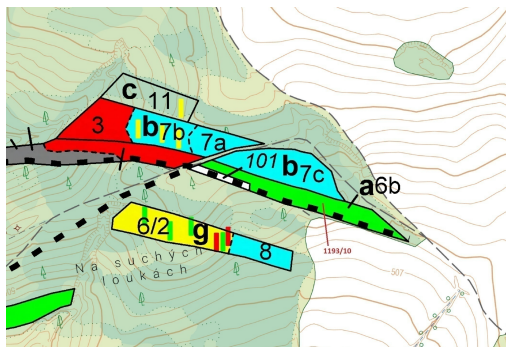 c 11
3
b7b
7a
101 b7c
a6b
6/2 g
8
1193/10
Na suchých
loukách
507